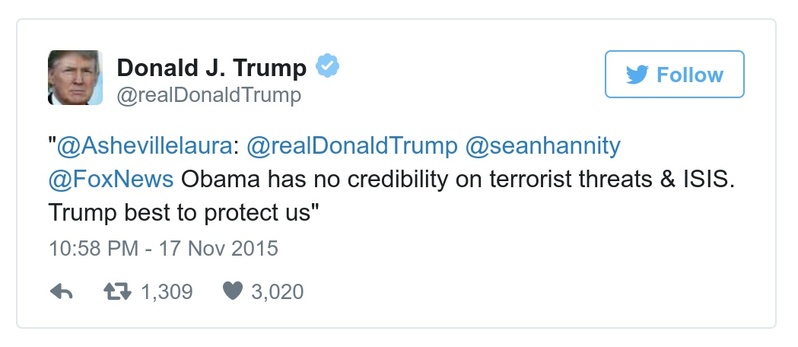 Donald J. Trump
@realDonaldTrump
Follow
"@Ashevillelaura: @realDonaldTrump @seanhannity
@FoxNews Obama has no credibility on terrorist threats & ISIS.
Trump best to protect us"
10:58 PM - 17 Nov 2015
1,309 3,020